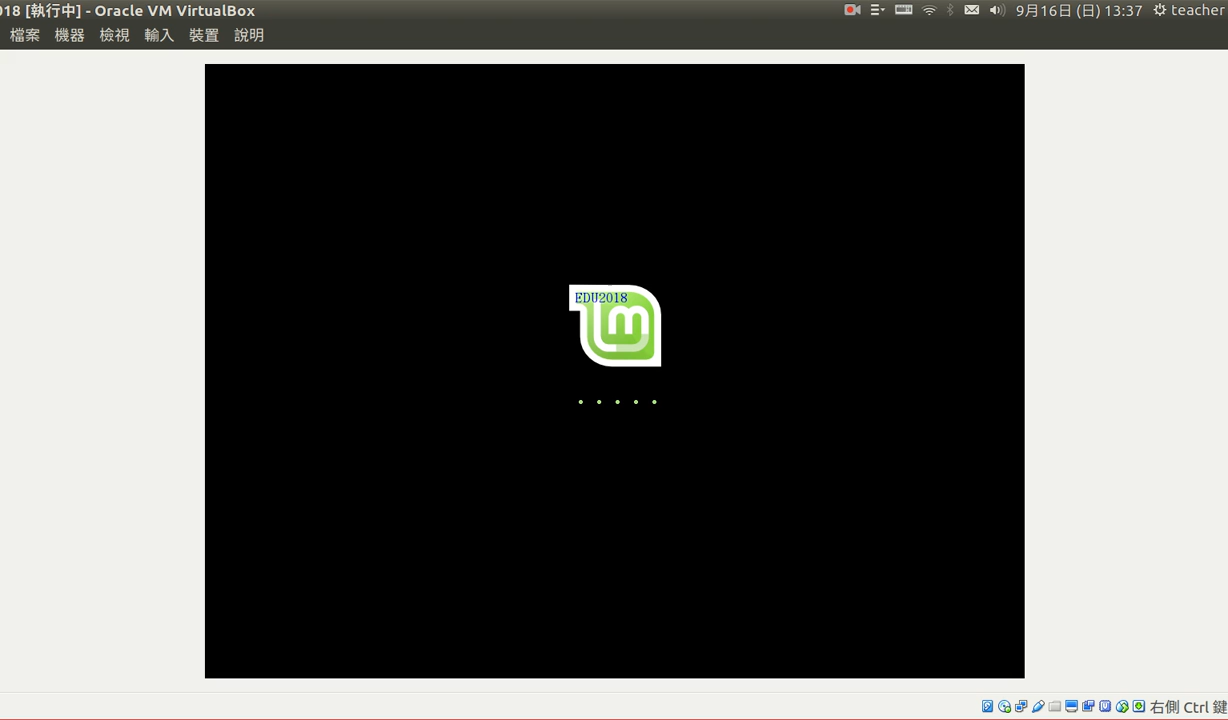 018 [執行中] - Oracle VM VirtualBox
9月16日 (日) 13:37 teacher
檔案 機器 檢視 輸入 裝置 說明
EDU2018
右側 Ctrl 鍵